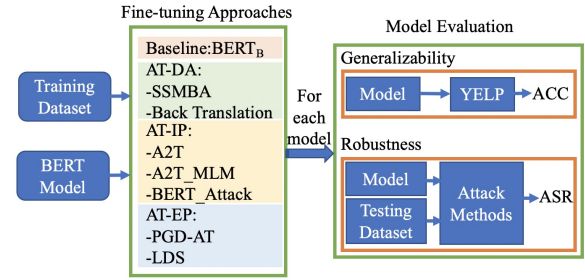 Fine-tuning Approaches
Training
Dataset
BERT
Model
Baseline:BERT_B
AT-DA:
-SSMBA
-Back Translation
AT-IP:
-A2T
-A2T_MLM
-BERT_Attack
AT-EP:
-PGD-AT
-LDS
For
each
model
Model Evaluation
Generalizability
Model
YELP
ACC
Robustness
Model
Testing
Dataset
Attack
Methods
ASR